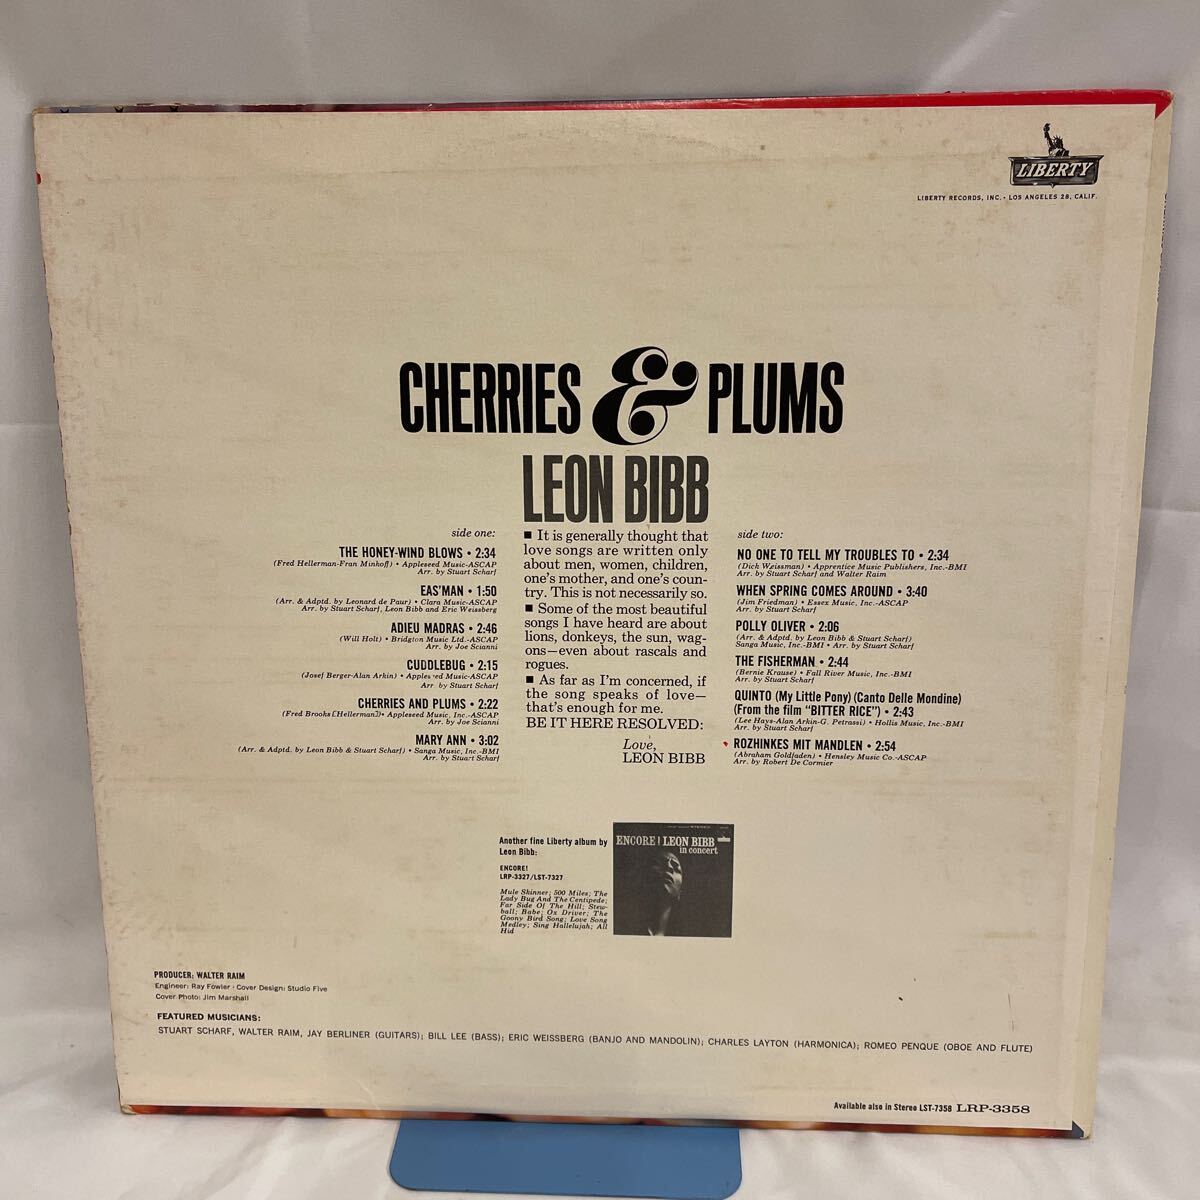 LIBERTY
LIBERTY RECORDS, INC. • LOS ANGELES 28, CALIF.
CHERRIES & PLUMS
LEON BIBB
side one:
THE HONEY-WIND BLOWS • 2:34
(Fred Hellerman-Fran Minkoff) • Appleseed Music-ASCAP
Arr. by Stuart Scharf
EAS'MAN • 1:50
(Arr. & Adptd. by Leonard de Paur) • Clara Music-ASCAP
Arr. by Stuart Scharf, Leon Bibb and Eric Weissberg
ADIEU MADRAS • 2:46
(Will Holt) • Bridgton Music Ltd.-ASCAP
Arr. by Joe Scianni
CUDDLEBUG • 2:15
(Josef Berger-Alan Arkin) • Appleseed Music-ASCAP
Arr. by Stuart Scharf
CHERRIES AND PLUMS • 2:22
(Fred Brooks [Hellerman]) • Appleseed Music, Inc.-ASCAP
Arr. by Joe Scianni
MARY ANN • 3:02
(Arr. & Adptd. by Leon Bibb & Stuart Scharf) • Sanga Music, Inc.-BMI
Arr. by Stuart Scharf
■ It is generally thought that
love songs are written only
about men, women, children,
one's mother, and one's coun-
try. This is not necessarily so.
■ Some of the most beautiful
songs I have heard are about
lions, donkeys, the sun, wag-
ons—even about rascals and
rogues.
■ As far as I'm concerned, if
the song speaks of love—
that's enough for me.
BE IT HERE RESOLVED:
Love,
LEON BIBB
side two:
NO ONE TO TELL MY TROUBLES TO • 2:34
(Dick Weissman) • Apprentice Music Publishers, Inc.-BMI
Arr. by Stuart Scharf and Walter Raim
WHEN SPRING COMES AROUND • 3:40
(Jim Friedman) • Essex Music, Inc.-ASCAP
Arr. by Stuart Scharf
POLLY OLIVER • 2:06
(Arr. & Adptd. by Leon Bibb & Stuart Scharf)
Sanga Music, Inc.-BMI • Arr. by Stuart Scharf
THE FISHERMAN • 2:44
(Bernie Krause) • Fall River Music, Inc.-BMI
Arr. by Stuart Scharf
QUINTO (My Little Pony) (Canto Delle Mondine)
(From the film "BITTER RICE") • 2:43
(Lee Hays-Alan Arkin-G. Petrassi) • Hollis Music, Inc.-BMI
Arr. by Stuart Scharf
ROZHINKES MIT MANDLEN • 2:54
(Abraham Goldfaden) • Hensley Music Co.-ASCAP
Arr. by Robert De Cormier
Another fine Liberty album by
Leon Bibb:
ENCORE!
LRP-3327/LST-7327
Mule Skinner; 500 Miles; The
Lady Bug And The Centipede;
Far Side Of The Hill; Stew-
ball; Babe; Ox Driver; The
Goony Bird Song; Love Song
Medley; Sing Hallelujah; All
Hid
ENCORE! LEON BIBB
in concert
PRODUCER: WALTER RAIM
Engineer: Ray Fowler • Cover Design: Studio Five
Cover Photo: Jim Marshall
FEATURED MUSICIANS:
STUART SCHARF, WALTER RAIM, JAY BERLINER (GUITARS); BILL LEE (BASS); ERIC WEISSBERG (BANJO AND MANDOLIN); CHARLES LAYTON (HARMONICA); ROMEO PENQUE (OBOE AND FLUTE)
Available also in Stereo LST-7358 LRP-3358